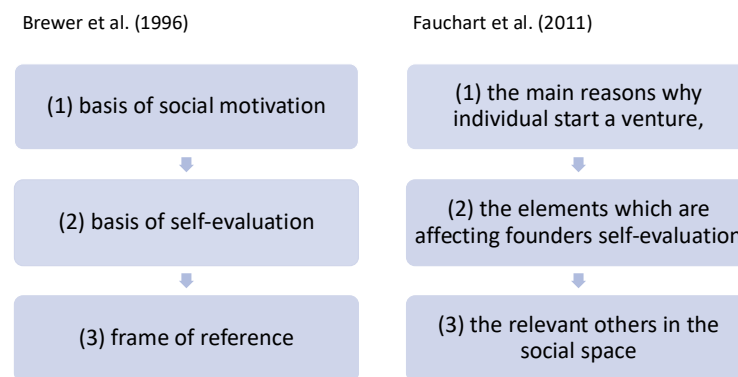 Brewer et al. (1996)
(1) basis of social motivation
(2) basis of self-evaluation
(3) frame of reference
Fauchart et al. (2011)
(1) the main reasons why
individual start a venture,
(2) the elements which are
affecting founders self-evaluation
(3) the relevant others in the
social space